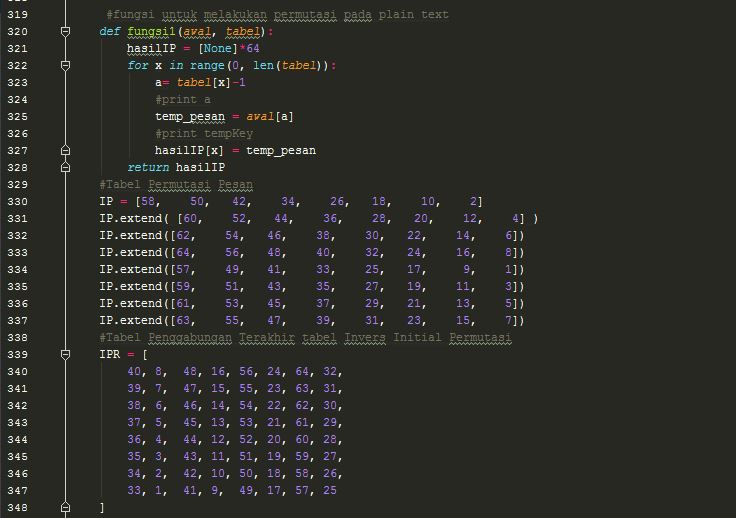 319 #fungsi untuk melakukan permutasi pada plain text
320 def fungsi1(awal, tabel):
321 hasilIP = [None]*64
322 for x in range(0, len(tabel)):
323 a= tabel[x]-1
324 #print a
325 temp_pesan = awal[a]
326 #print tempKey
327 hasilIP[x] = temp_pesan
328 return hasilIP
329 #Tabel Permutasi Pesan
330 IP = [58, 50, 42, 34, 26, 18, 10, 2]
331 IP.extend( [60, 52, 44, 36, 28, 20, 12, 4] )
332 IP.extend([62, 54, 46, 38, 30, 22, 14, 6])
333 IP.extend([64, 56, 48, 40, 32, 24, 16, 8])
334 IP.extend([57, 49, 41, 33, 25, 17, 9, 1])
335 IP.extend([59, 51, 43, 35, 27, 19, 11, 3])
336 IP.extend([61, 53, 45, 37, 29, 21, 13, 5])
337 IP.extend([63, 55, 47, 39, 31, 23, 15, 7])
338 #Tabel Penggabungan Terakhir tabel Invers Initial Permutasi
339 IPR = [
340 40, 8, 48, 16, 56, 24, 64, 32,
341 39, 7, 47, 15, 55, 23, 63, 31,
342 38, 6, 46, 14, 54, 22, 62, 30,
343 37, 5, 45, 13, 53, 21, 61, 29,
344 36, 4, 44, 12, 52, 20, 60, 28,
345 35, 3, 43, 11, 51, 19, 59, 27,
346 34, 2, 42, 10, 50, 18, 58, 26,
347 33, 1, 41, 9, 49, 17, 57, 25
348 ]